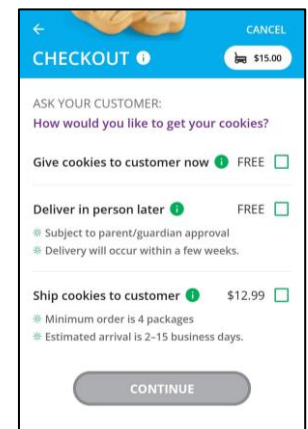 CANCEL
CHECKOUT i
$15.00
ASK YOUR CUSTOMER:
How would you like to get your cookies?
Give cookies to customer now i FREE
Deliver in person later i FREE
Subject to parent/guardian approval
Delivery will occur within a few weeks.
Ship cookies to customer i $12.99
Minimum order is 4 packages
Estimated arrival is 2–15 business days.
CONTINUE